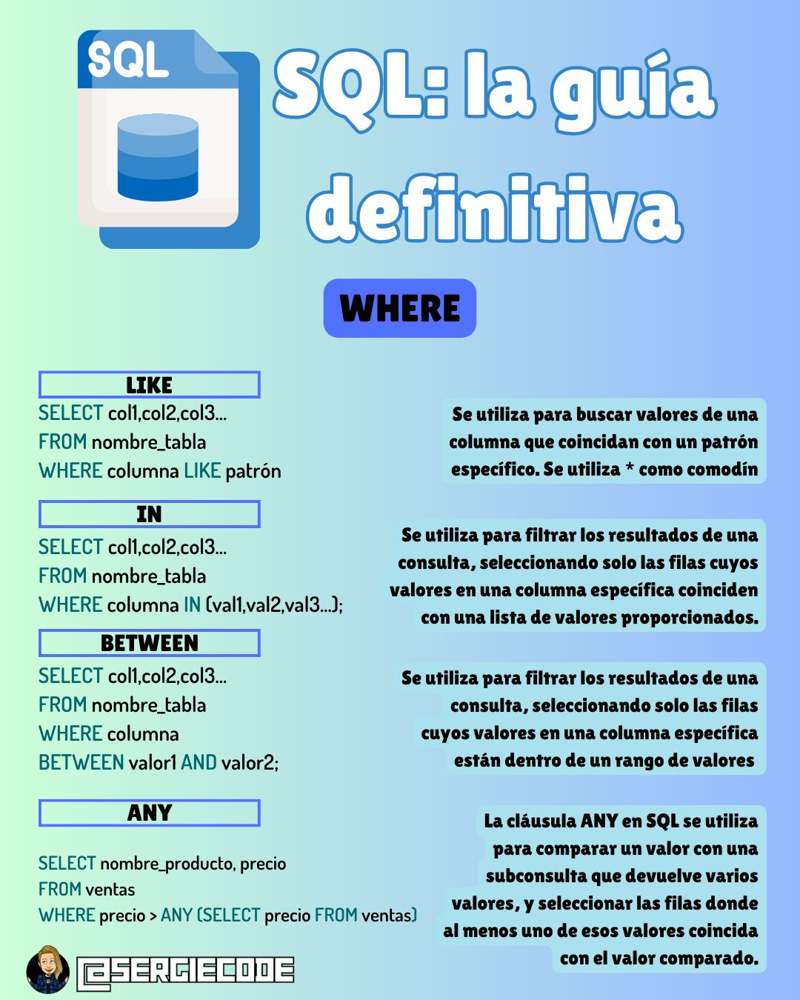 SQL
SQL: la guía
definitiva
WHERE
LIKE
SELECT col1,col2,col3...
FROM nombre_tabla
WHERE columna LIKE patrón
Se utiliza para buscar valores de una
columna que coincidan con un patrón
específico. Se utiliza * como comodín
IN
SELECT col1,col2,col3...
FROM nombre_tabla
WHERE columna IN (val1,val2,val3...);
Se utiliza para filtrar los resultados de una
consulta, seleccionando solo las filas cuyos
valores en una columna específica coinciden
con una lista de valores proporcionados.
BETWEEN
SELECT col1,col2,col3...
FROM nombre_tabla
WHERE columna
BETWEEN valor1 AND valor2;
Se utiliza para filtrar los resultados de una
consulta, seleccionando solo las filas
cuyos valores en una columna específica
están dentro de un rango de valores
ANY
SELECT nombre_producto, precio
FROM ventas
WHERE precio > ANY (SELECT precio FROM ventas)
La cláusula ANY en SQL se utiliza
para comparar un valor con una
subconsulta que devuelve varios
valores, y seleccionar las filas donde
al menos uno de esos valores coincida
con el valor comparado.
@SERGIECODE